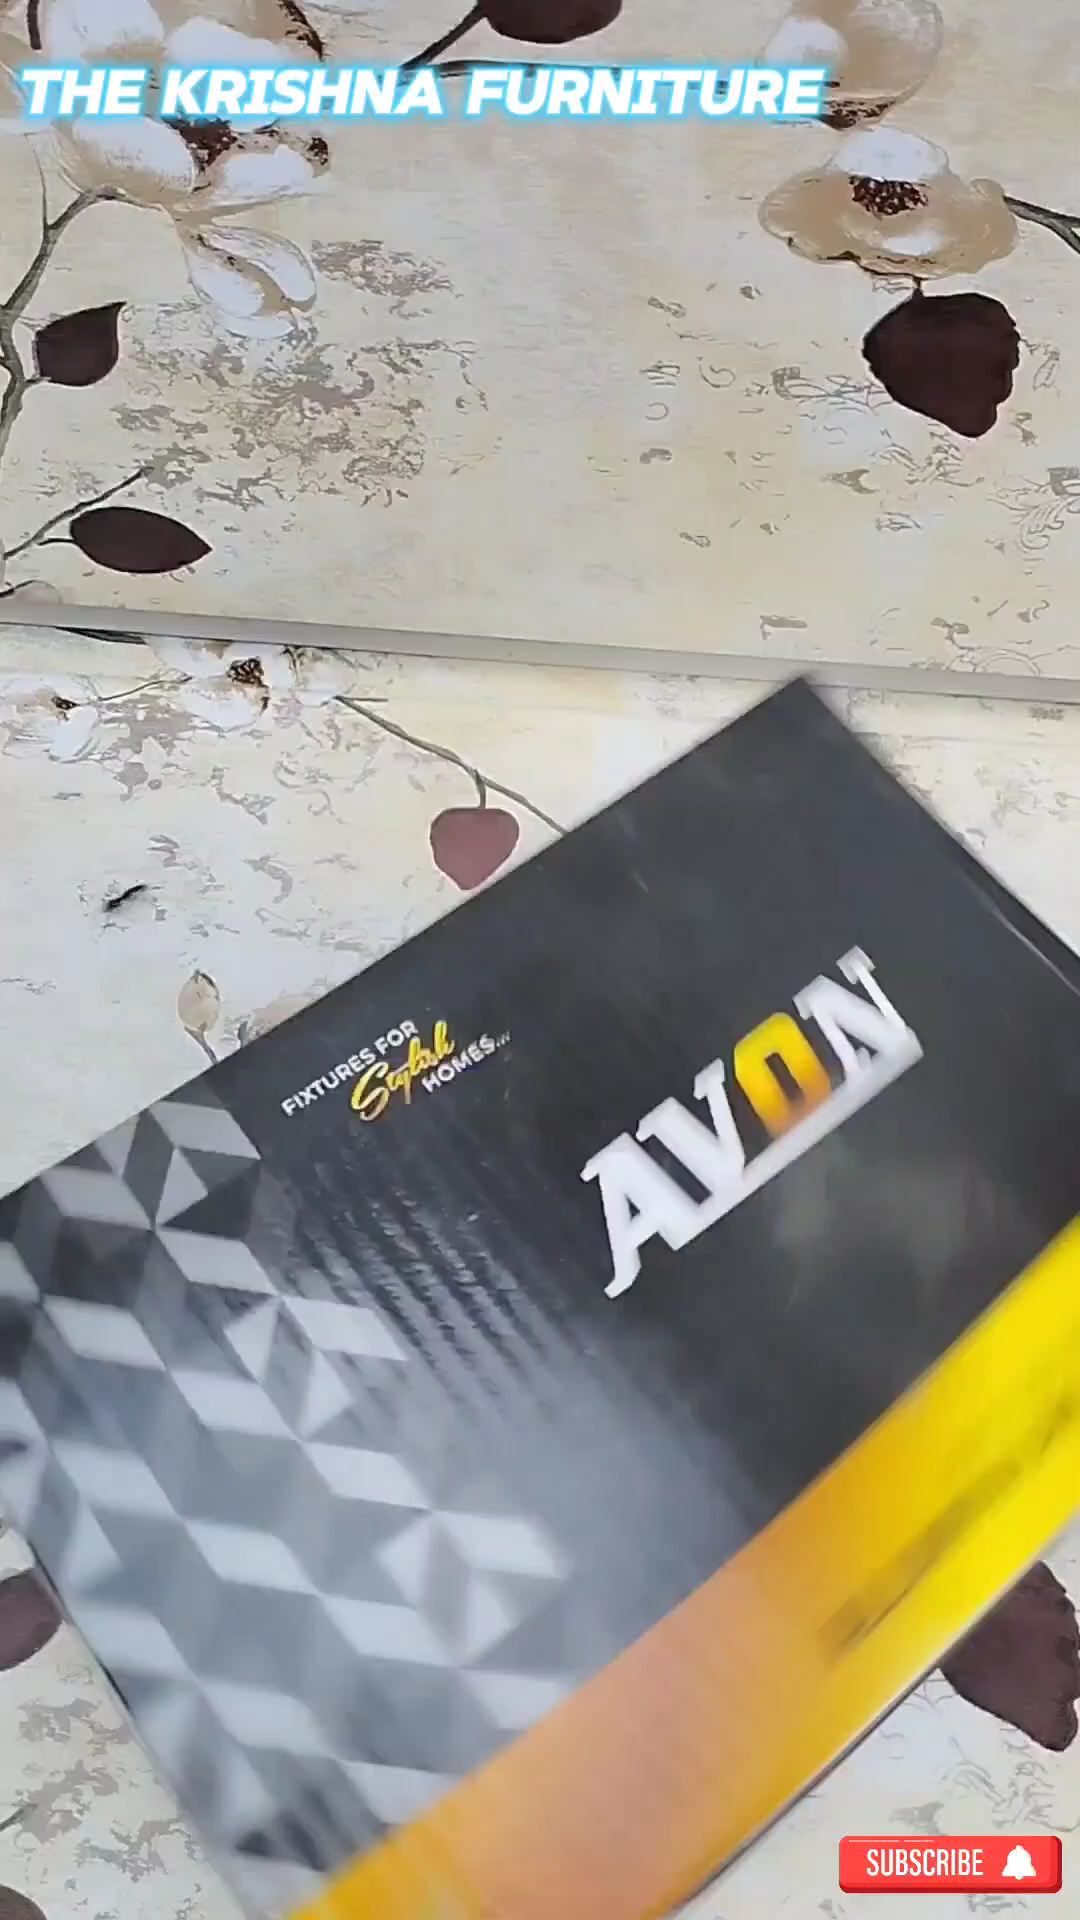 THE KRISHNA FURNITURE
FIXTURES FOR
Stylish
HOMES...
AVON
SUBSCRIBE